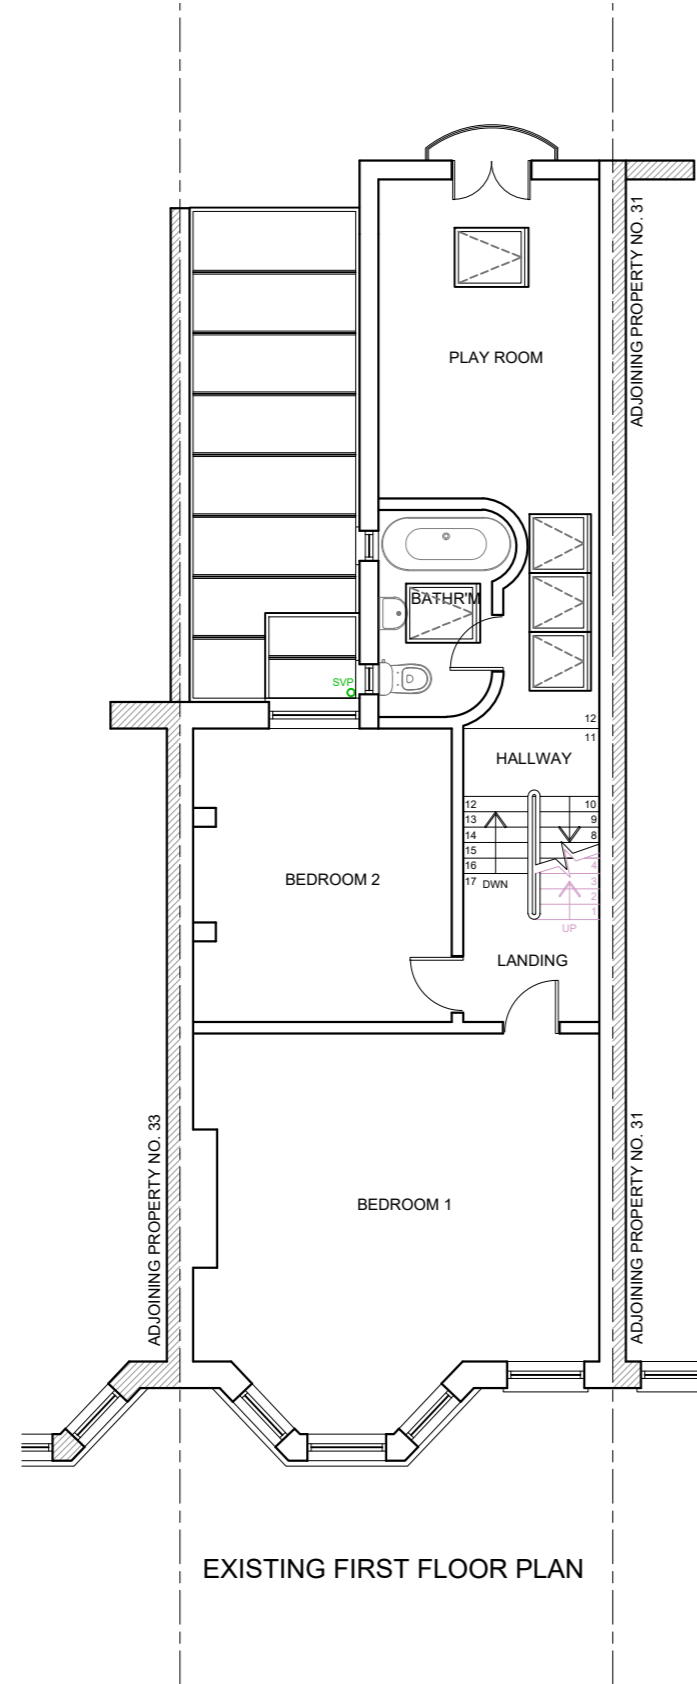 ADJOINING PROPERTY NO. 31
PLAY ROOM
BATHR'M
SVP
12
11
HALLWAY
12
10
13
9
14
8
15
16
4
17
DWN
3
2
1
UP
BEDROOM 2
LANDING
ADJOINING PROPERTY NO. 33
ADJOINING PROPERTY NO. 31
BEDROOM 1
EXISTING FIRST FLOOR PLAN